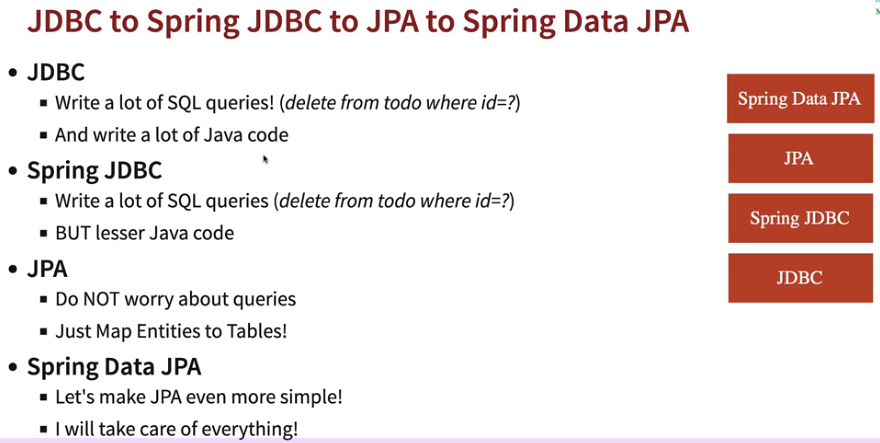 JDBC to Spring JDBC to JPA to Spring Data JPA
• JDBC
▪ Write a lot of SQL queries! (delete from todo where id=?)
▪ And write a lot of Java code
• Spring JDBC
▪ Write a lot of SQL queries (delete from todo where id=?)
▪ BUT lesser Java code
• JPA
▪ Do NOT worry about queries
▪ Just Map Entities to Tables!
• Spring Data JPA
▪ Let's make JPA even more simple!
▪ I will take care of everything!
Spring Data JPA
JPA
Spring JDBC
JDBC